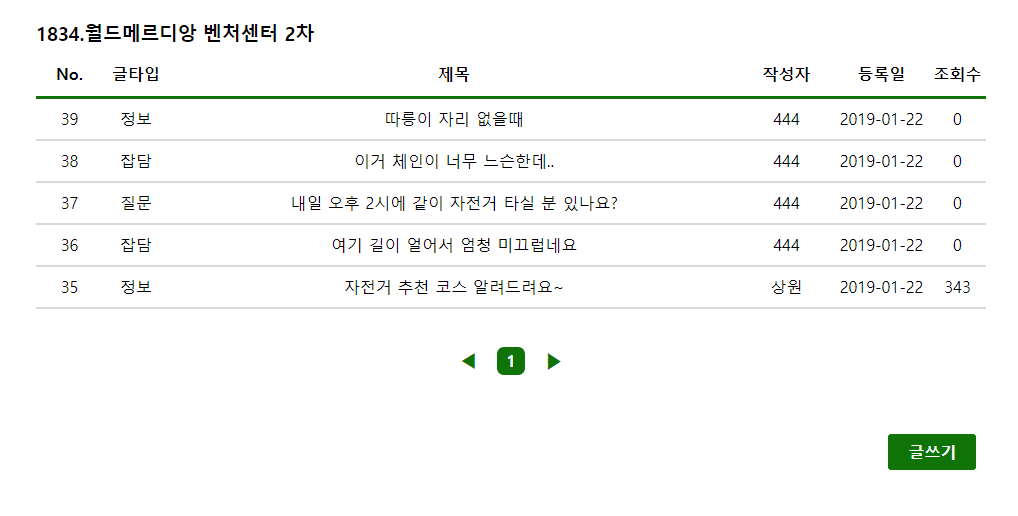 1834.월드메르디앙 벤처센터 2차
No. 글타입 제목 작성자 등록일 조회수
39 정보 따릉이 자리 없을때 444 2019-01-22 0
38 잡담 이거 체인이 너무 느슨한데.. 444 2019-01-22 0
37 질문 내일 오후 2시에 같이 자전거 타실 분 있나요? 444 2019-01-22 0
36 잡담 여기 길이 얼어서 엄청 미끄럽네요 444 2019-01-22 0
35 정보 자전거 추천 코스 알려드려요~ 상원 2019-01-22 343
◀ 1 ▶
글쓰기